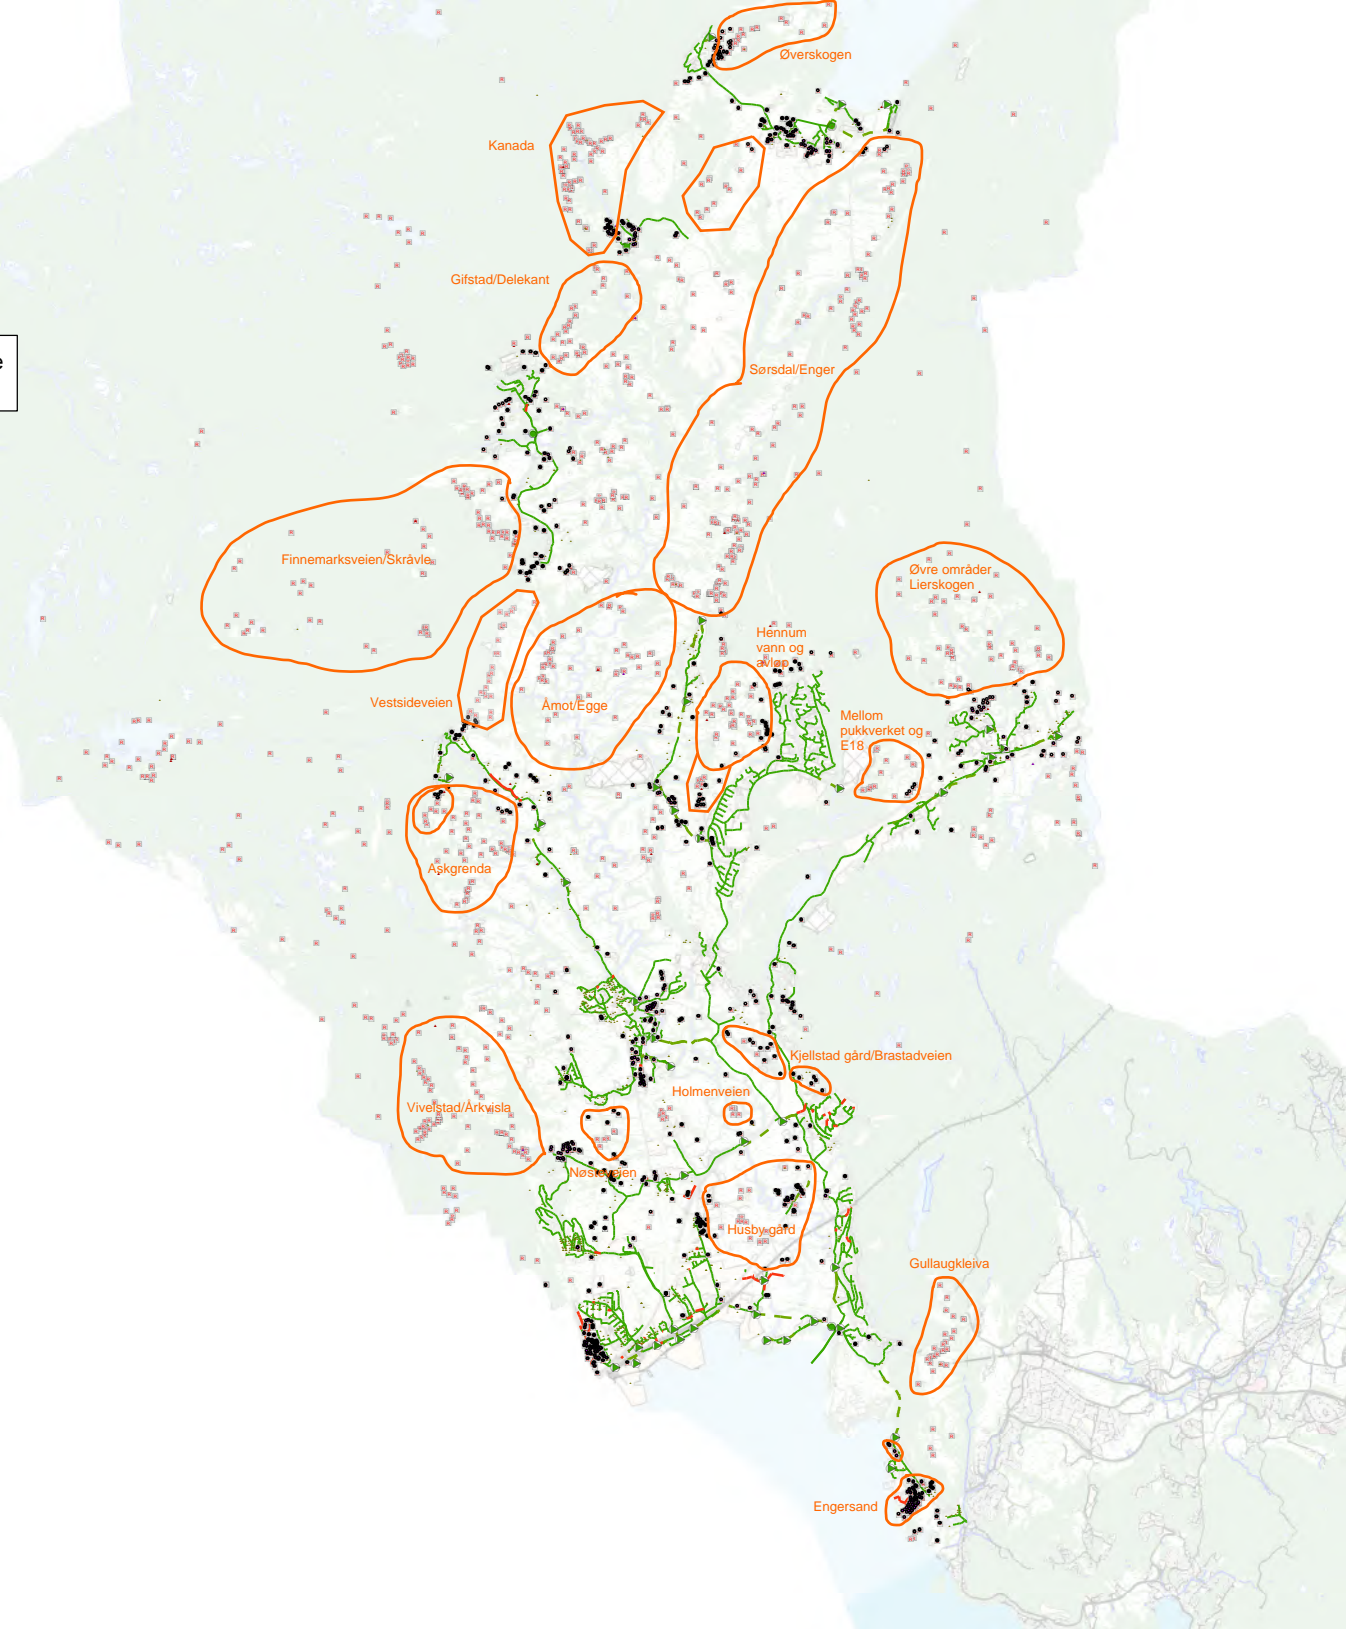 Øverskogen
Kanada
Gifstad/Delekant
e
Sørsdal/Enger
Finnemarksveien/Skråvle
Øvre områder
Lierskogen
Hennum
vann og
avløp
Vestsideveien
Åmot/Egge
Mellom
pukkverket og
E18
Askgrenda
Kjellstad gård/Brastadveien
Holmenveien
Vivelstad/Årkvisla
Nøsteveien
Husby gård
Gullaugkleiva
Engersand